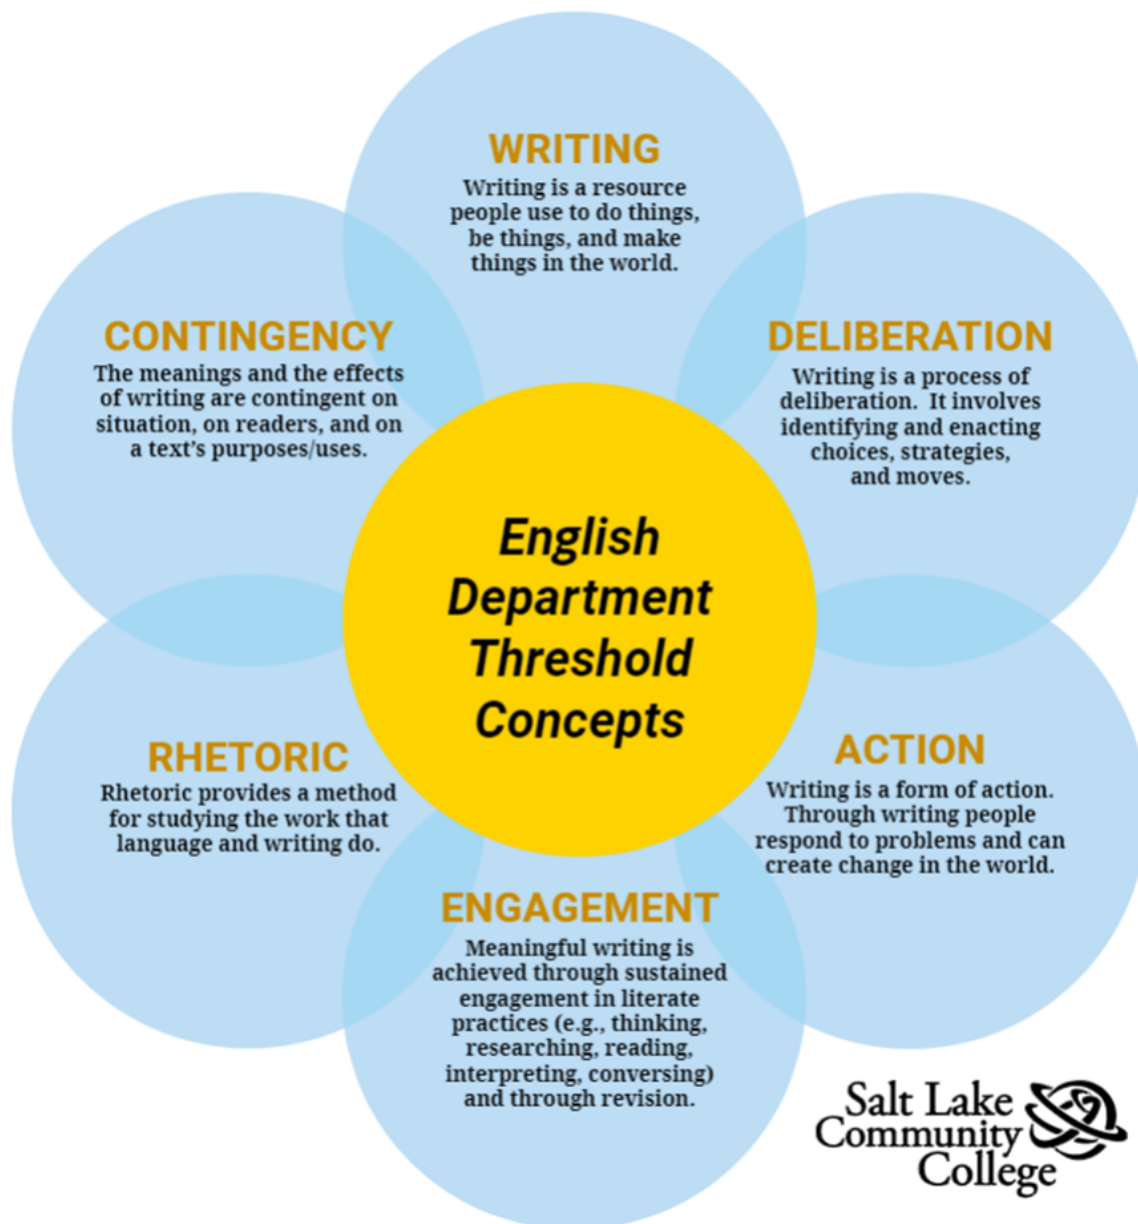 WRITING
Writing is a resource
people use to do things,
be things, and make
things in the world.
CONTINGENCY
The meanings and the effects
of writing are contingent on
situation, on readers, and on
a text's purposes/uses.
DELIBERATION
Writing is a process of
deliberation.  It involves
identifying and enacting
choices, strategies,
and moves.
English
Department
Threshold
Concepts
RHETORIC
Rhetoric provides a method
for studying the work that
language and writing do.
ACTION
Writing is a form of action.
Through writing people
respond to problems and can
create change in the world.
ENGAGEMENT
Meaningful writing is
achieved through sustained
engagement in literate
practices (e.g., thinking,
researching, reading,
interpreting, conversing)
and through revision.
Salt Lake
Community
College